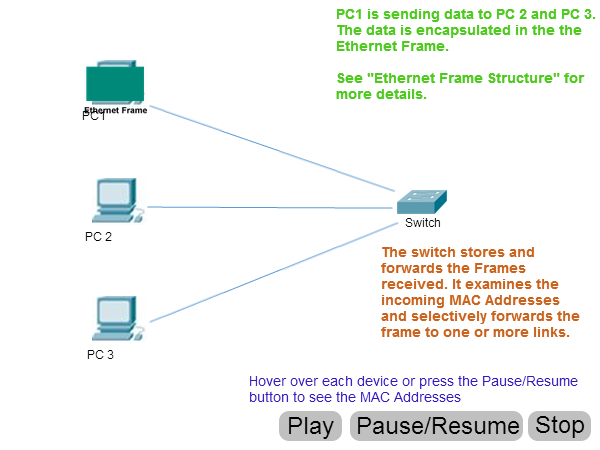 PC1 is sending data to PC 2 and PC 3.
The data is encapsulated in the the
Ethernet Frame.
See "Ethernet Frame Structure" for
more details.
Ethernet Frame
PC1
Switch
PC 2
The switch stores and
forwards the Frames
received. It examines the
incoming MAC Addresses
and selectively forwards the
frame to one or more links.
PC 3
Hover over each device or press the Pause/Resume
button to see the MAC Addresses
Play
Pause/Resume
Stop